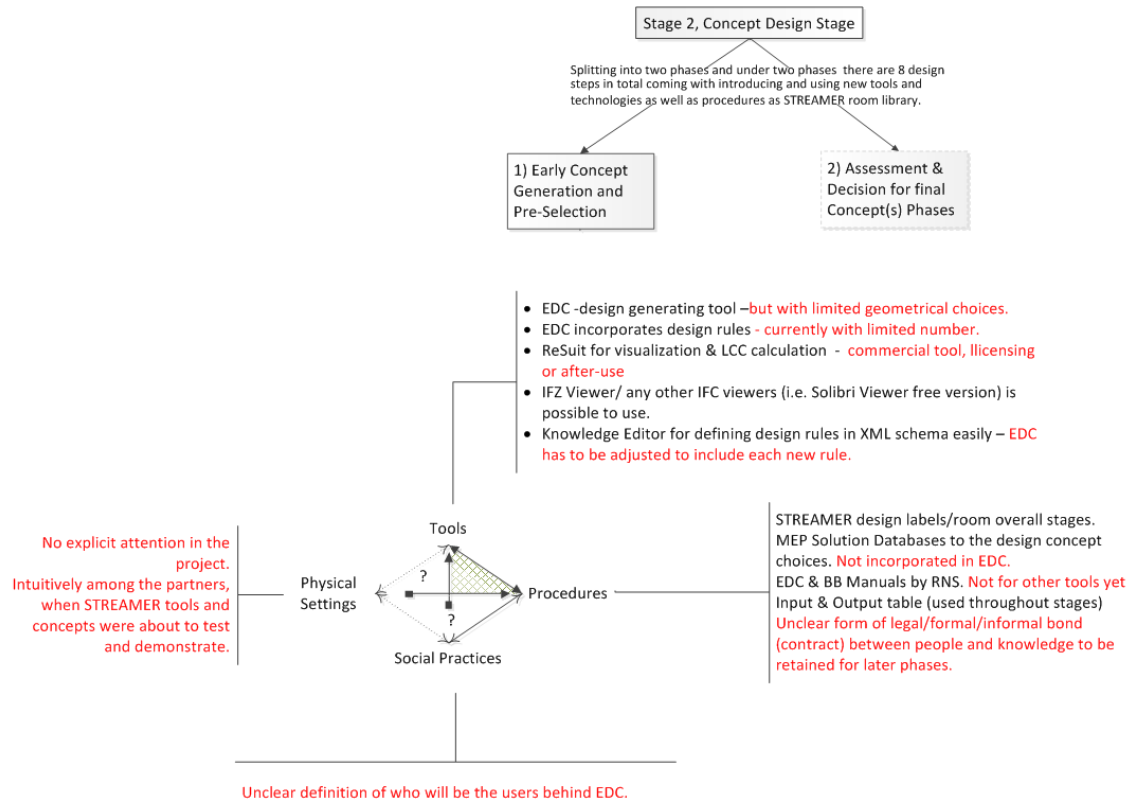 Stage 2, Concept Design Stage
Splitting into two phases and under two phases there are 8 design
steps in total coming with introducing and using new tools and
technologies as well as procedures as STREAMER room library.
1) Early Concept
Generation and
Pre-Selection
2) Assessment &
Decision for final
Concept(s) Phases
• EDC -design generating tool –but with limited geometrical choices.
• EDC incorporates design rules - currently with limited number.
• ReSuit for visualization & LCC calculation - commercial tool, llicensing
or after-use
• IFZ Viewer/ any other IFC viewers (i.e. Solibri Viewer free version) is
possible to use.
• Knowledge Editor for defining design rules in XML schema easily – EDC
has to be adjusted to include each new rule.
No explicit attention in the
project.
Intuitively among the partners,
when STREAMER tools and
concepts were about to test
and demonstrate.
Tools
Physical
Settings
?
?
Procedures
Social Practices
STREAMER design labels/room overall stages.
MEP Solution Databases to the design concept
choices. Not incorporated in EDC.
EDC & BB Manuals by RNS. Not for other tools yet
Input & Output table (used throughout stages)
Unclear form of legal/formal/informal bond
(contract) between people and knowledge to be
retained for later phases.
Unclear definition of who will be the users behind EDC.